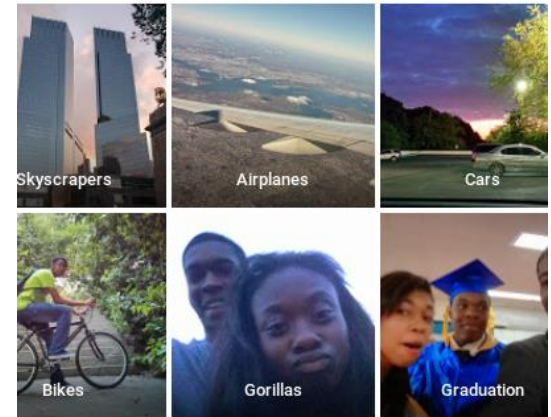 Skyscrapers
Airplanes
Cars
Bikes
Gorillas
Graduation